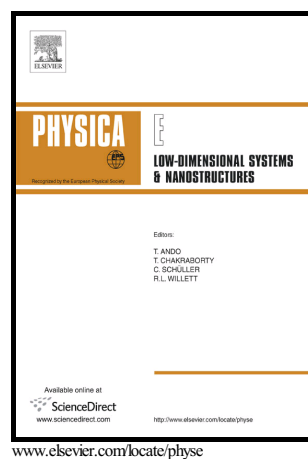 ELSEVIER
PHYSICA
E
EPS
Recognized by the European Physical Society
LOW-DIMENSIONAL SYSTEMS
& NANOSTRUCTURES
Editors:
T. ANDO
T. CHAKRABORTY
C. SCHÜLLER
R.L. WILLETT
Available online at
ScienceDirect
www.sciencedirect.com
http://www.elsevier.com/locate/physe
www.elsevier.com/locate/physe